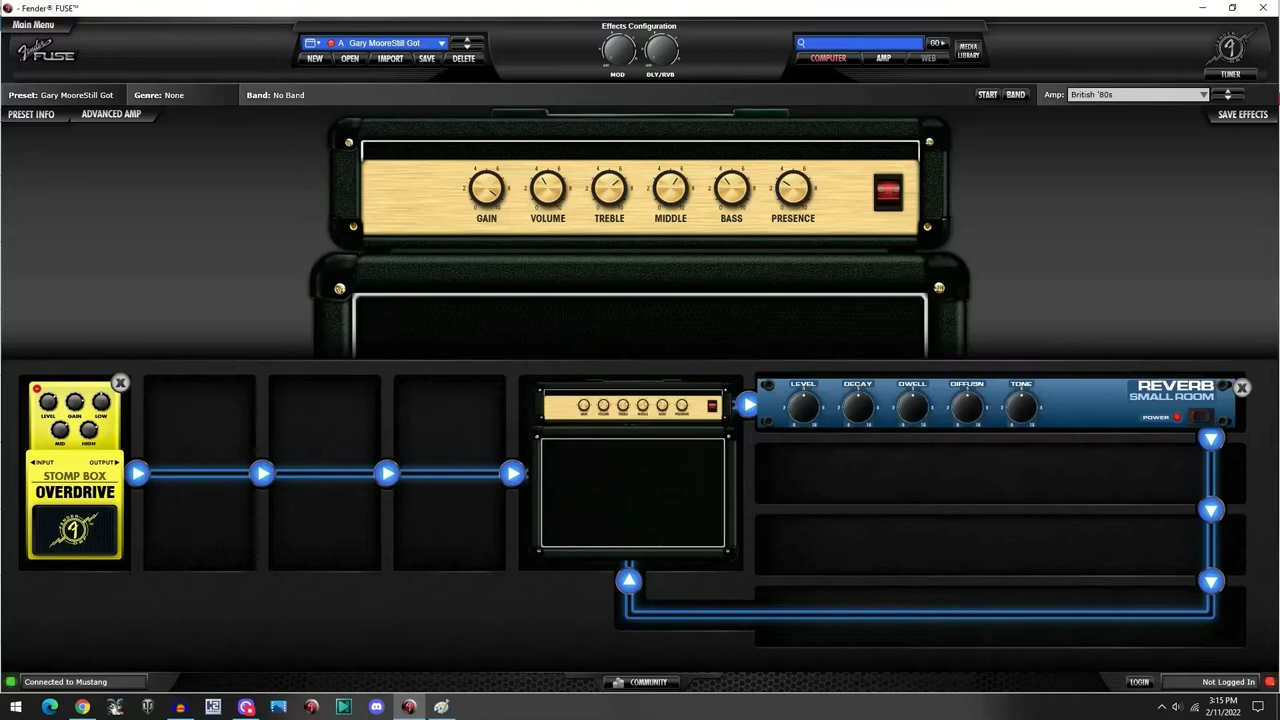 - Fender® FUSE™
Main Menu
Fender FUSE
A Gary MooreStill Got
NEW OPEN IMPORT SAVE DELETE
Effects Configuration
MOD DLY/RVB
GO
COMPUTER AMP WEB
MEDIA LIBRARY
TUNER
Preset: Gary MooreStill Got Genre: None Band: No Band
START BAND Amp: British '80s
PRESET INFO ADVANCED AMP SAVE EFFECTS
GAIN VOLUME TREBLE MIDDLE BASS PRESENCE
LEVEL GAIN LOW
MID HIGH
INPUT OUTPUT
STOMP BOX
OVERDRIVE
LEVEL DECAY DWELL DIFFUSN TONE
REVERB
SMALL ROOM
POWER
Connected to Mustang
COMMUNITY
LOGIN Not Logged In
3:15 PM
2/11/2022